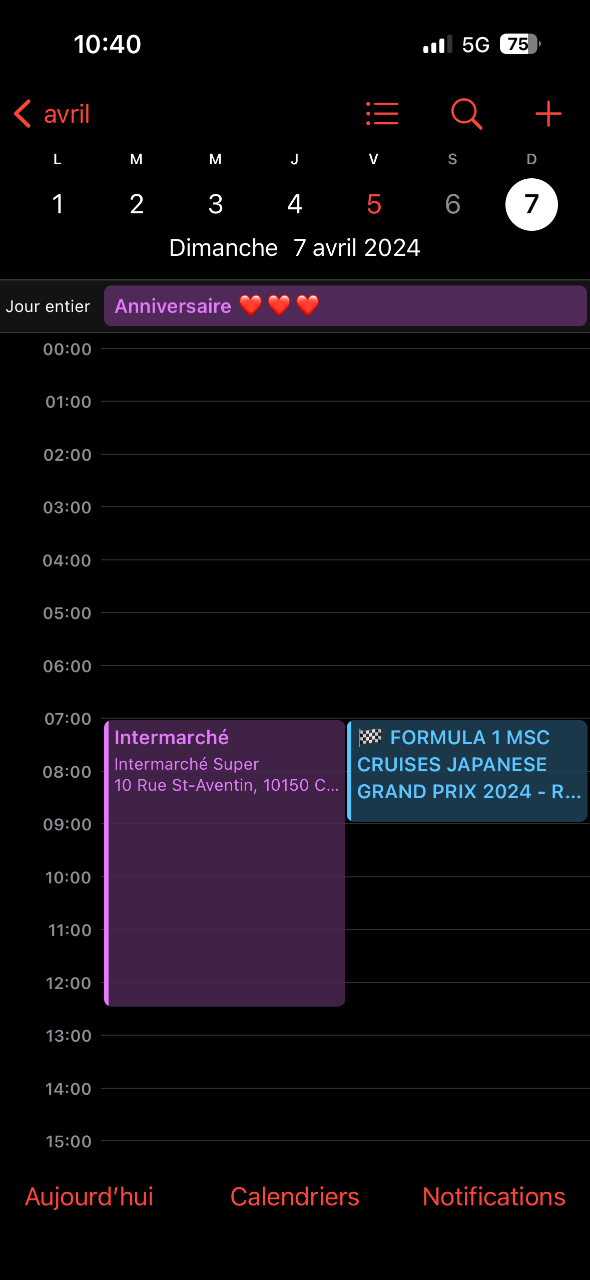 10:40 5G 75
avril
L M M J V S D
1 2 3 4 5 6 7
Dimanche 7 avril 2024
Jour entier Anniversaire ❤️ ❤️ ❤️
00:00
01:00
02:00
03:00
04:00
05:00
06:00
07:00
Intermarché
Intermarché Super
10 Rue St-Aventin, 10150 C...
🏁 FORMULA 1 MSC
CRUISES JAPANESE
GRAND PRIX 2024 - R...
08:00
09:00
10:00
11:00
12:00
13:00
14:00
15:00
Aujourd’hui Calendriers Notifications